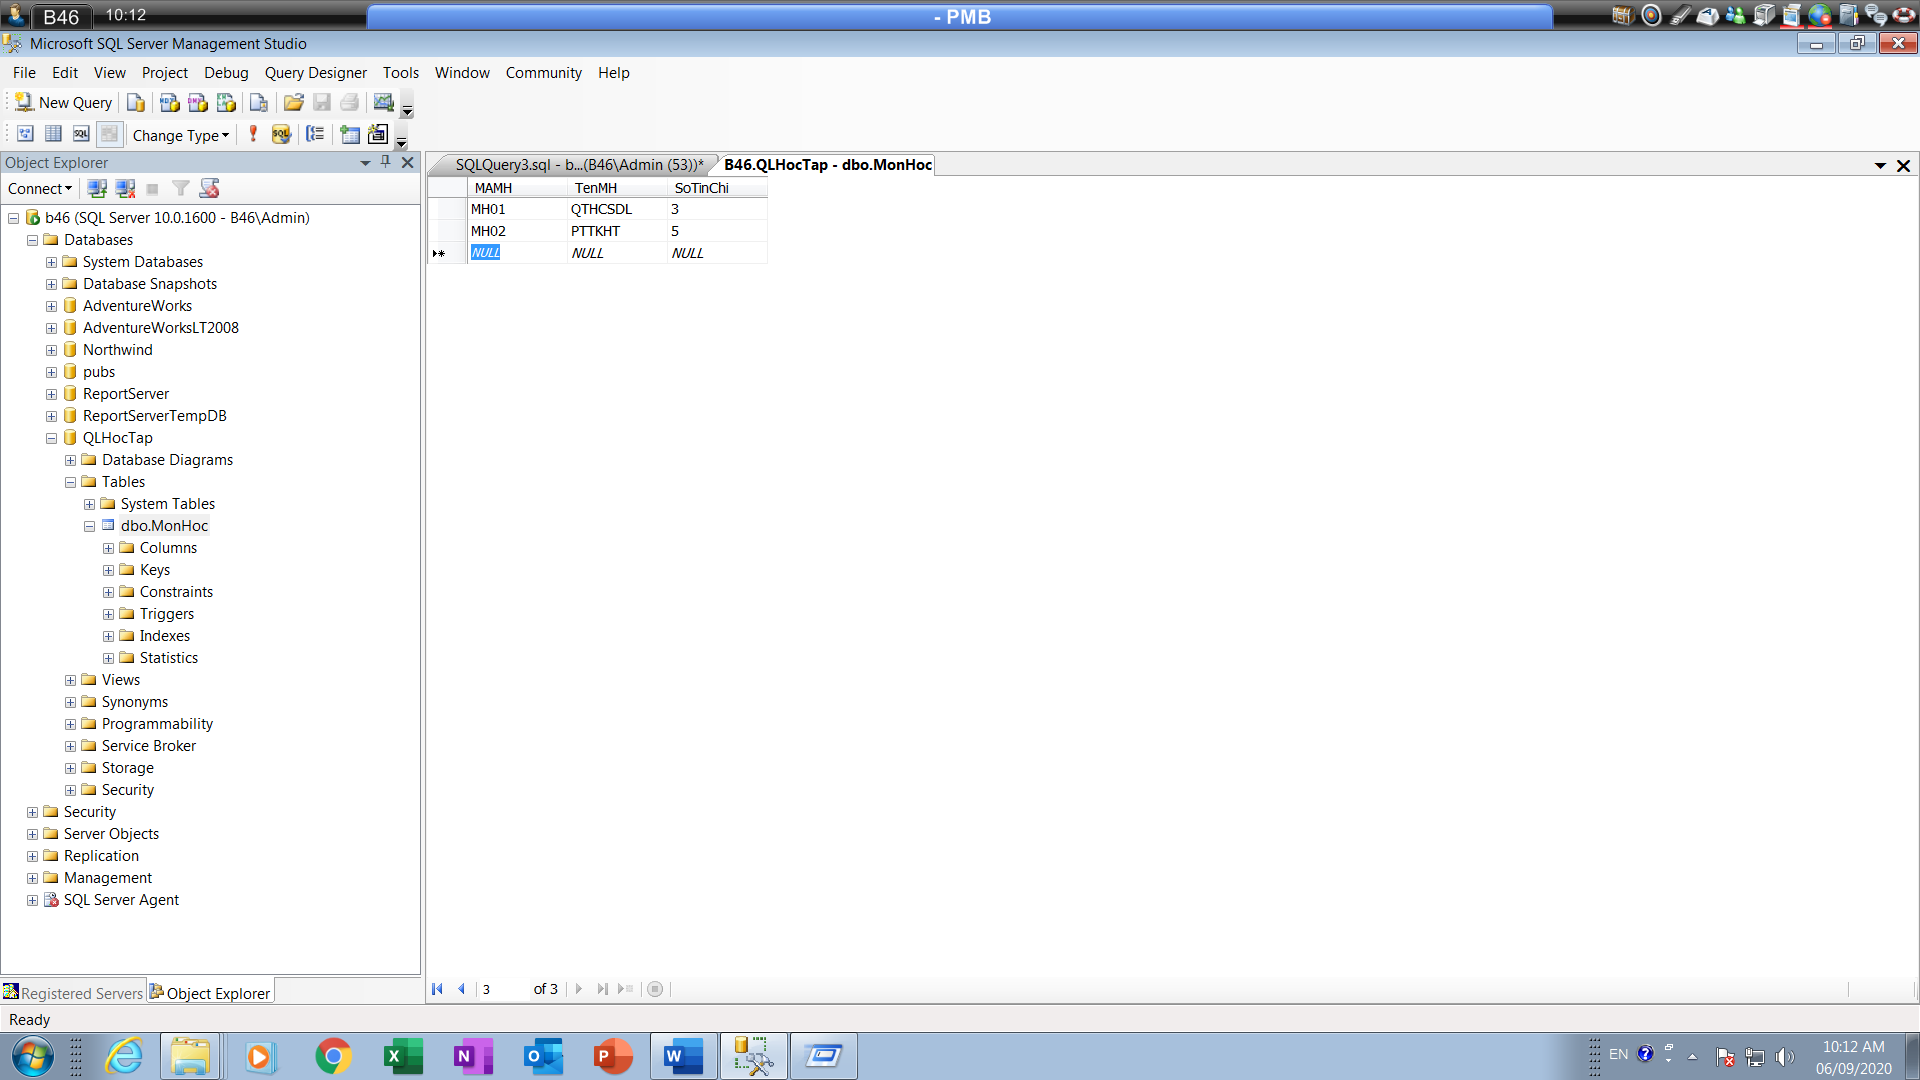 B46 10:12 - PMB
Microsoft SQL Server Management Studio
File Edit View Project Debug Query Designer Tools Window Community Help
New Query
Change Type
Object Explorer
Connect
b46 (SQL Server 10.0.1600 - B46\Admin)
Databases
System Databases
Database Snapshots
AdventureWorks
AdventureWorksLT2008
Northwind
pubs
ReportServer
ReportServerTempDB
QLHocTap
Database Diagrams
Tables
System Tables
dbo.MonHoc
Columns
Keys
Constraints
Triggers
Indexes
Statistics
Views
Synonyms
Programmability
Service Broker
Storage
Security
Security
Server Objects
Replication
Management
SQL Server Agent
Registered Servers Object Explorer
SQLQuery3.sql - b...(B46\Admin (53))* B46.QLHocTap - dbo.MonHoc
MAMH TenMH SoTinChi
MH01 QTHCSDL 3
MH02 PTTKHT 5
NULL NULL NULL
3 of 3
Ready
EN
10:12 AM
06/09/2020